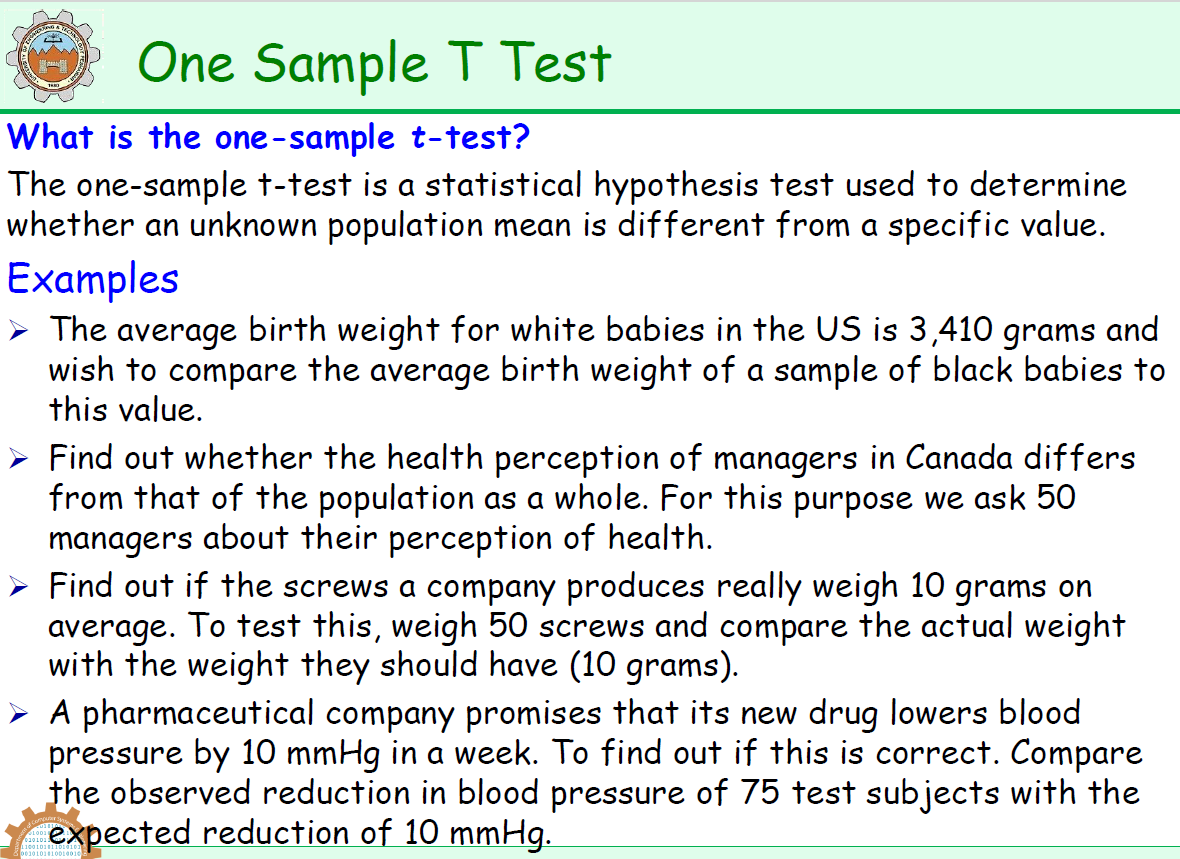 One Sample T Test
What is the one-sample t-test?
The one-sample t-test is a statistical hypothesis test used to determine
whether an unknown population mean is different from a specific value.
Examples
The average birth weight for white babies in the US is 3,410 grams and
wish to compare the average birth weight of a sample of black babies to
this value.
Find out whether the health perception of managers in Canada differs
from that of the population as a whole. For this purpose we ask 50
managers about their perception of health.
Find out if the screws a company produces really weigh 10 grams on
average. To test this, weigh 50 screws and compare the actual weight
with the weight they should have (10 grams).
A pharmaceutical company promises that its new drug lowers blood
pressure by 10 mmHg in a week. To find out if this is correct. Compare
the observed reduction in blood pressure of 75 test subjects with the
expected reduction of 10 mmHg.